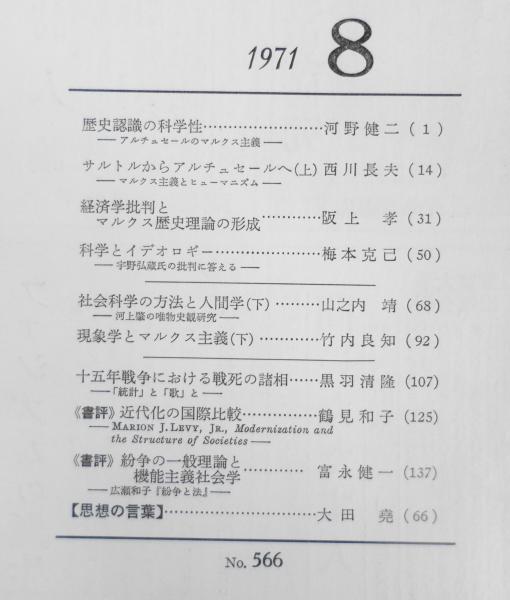 1971 8
歴史認識の科学性……………………河野健二(1)
── アルチュセールのマルクス主義 ──
サルトルからアルチュセールへ(上) 西川長夫(14)
── マルクス主義とヒューマニズム ──
経済学批判と
マルクス歴史理論の形成…………阪上 孝(31)
科学とイデオロギー…………………梅本克己(50)
── 宇野弘蔵氏の批判に答える ──
社会科学の方法と人間学(下)………山之内 靖(68)
── 河上肇の唯物史観研究 ──
現象学とマルクス主義(下)…………竹内良知(92)
十五年戦争における戦死の諸相……黒羽清隆(107)
──「統計」と「歌」と──
《書評》近代化の国際比較……………鶴見和子(125)
── MARION J. LEVY, JR., Modernization and
the Structure of Societies ──
《書評》紛争の一般理論と
機能主義社会学…………富永健一(137)
── 広瀬和子『紛争と法』──
【思想の言葉】…………………………大田 堯(66)
No. 566